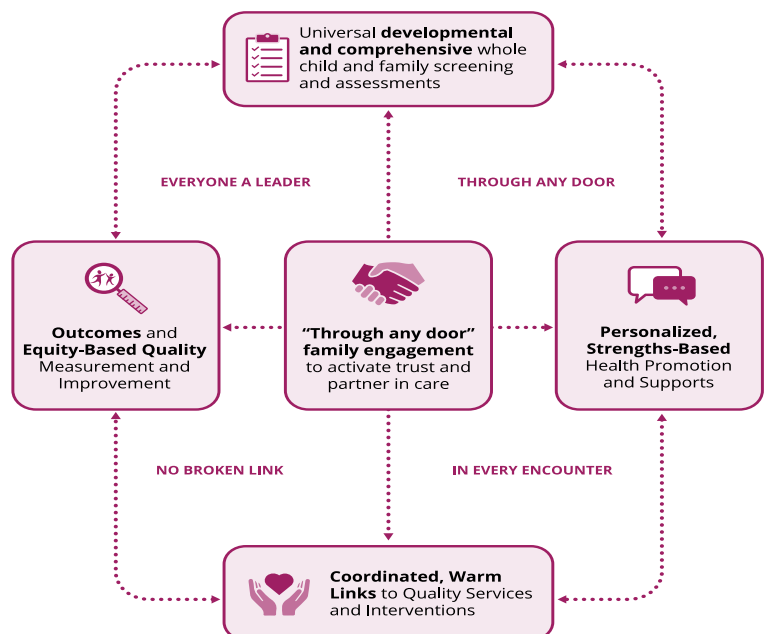 Universal developmental
and comprehensive whole
child and family screening
and assessments
EVERYONE A LEADER
THROUGH ANY DOOR
Outcomes and
Equity-Based Quality
Measurement and
Improvement
“Through any door”
family engagement
to activate trust and
partner in care
Personalized,
Strengths-Based
Health Promotion
and Supports
NO BROKEN LINK
IN EVERY ENCOUNTER
Coordinated, Warm
Links to Quality Services
and Interventions